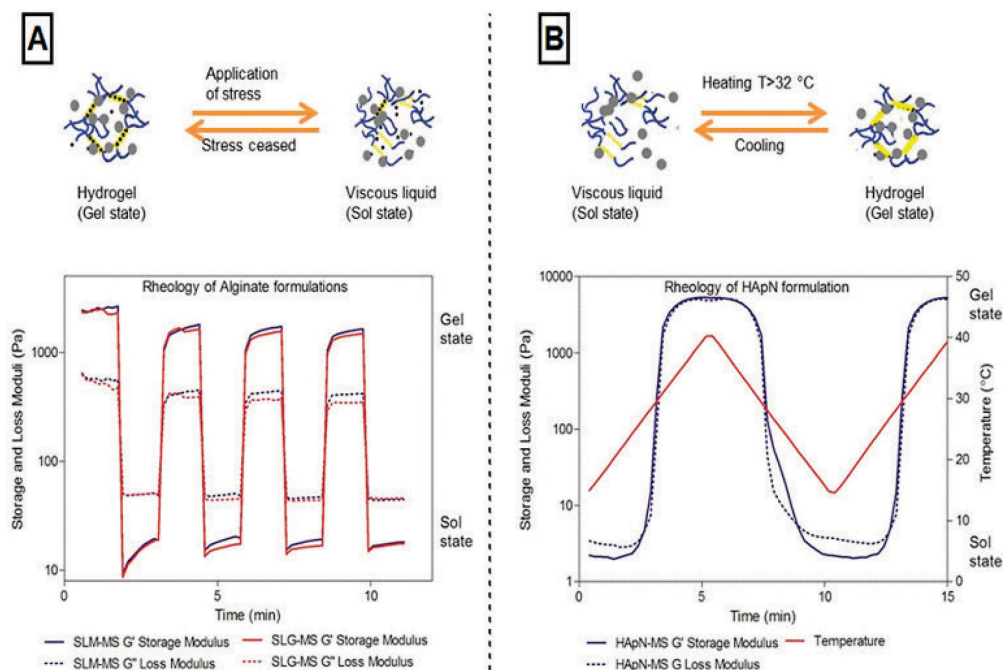 A
Application
of stress
Stress ceased
Hydrogel
(Gel state)
Viscous liquid
(Sol state)
Rheology of Alginate formulations
Storage and Loss Moduli (Pa)
1000
100
10
Gel
state
Sol
state
0
5
10
Time (min)
SLM-MS G' Storage Modulus
SLG-MS G' Storage Modulus
SLM-MS G" Loss Modulus
SLG-MS G" Loss Modulus
B
Heating T>32 °C
Cooling
Viscous liquid
(Sol state)
Hydrogel
(Gel state)
Rheology of HApN formulation
Storage and Loss Moduli (Pa)
10000
1000
100
10
1
50
40
30
20
10
0
Temperature (°C)
Gel
state
Sol
state
0
5
10
15
Time (min)
HApN-MS G' Storage Modulus
Temperature
HApN-MS G Loss Modulus